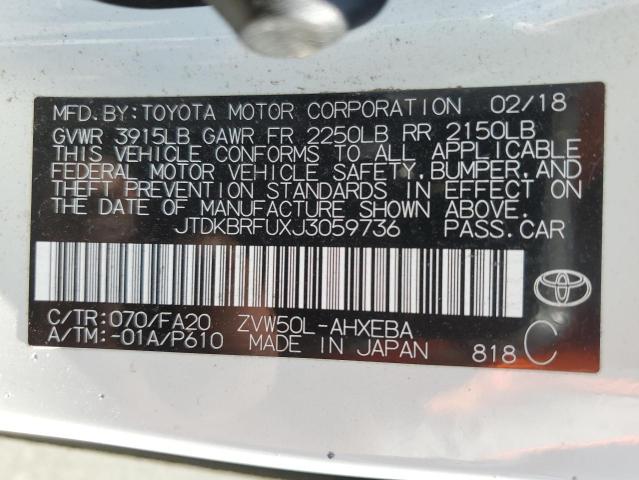 MFD.BY:TOYOTA MOTOR CORPORATION 02/18
GVWR 3915LB GAWR FR 2250LB RR 2150LB
THIS VEHICLE CONFORMS TO ALL APPLICABLE
FEDERAL MOTOR VEHICLE SAFETY,BUMPER,AND
THEFT PREVENTION STANDARDS IN EFFECT ON
THE DATE OF MANUFACTURE SHOWN ABOVE.
JTDKBRFUXJ3059736 PASS.CAR
C/TR:070/FA20 ZVW50L-AHXEBA
A/TM:-01A/P610 MADE IN JAPAN 818 C